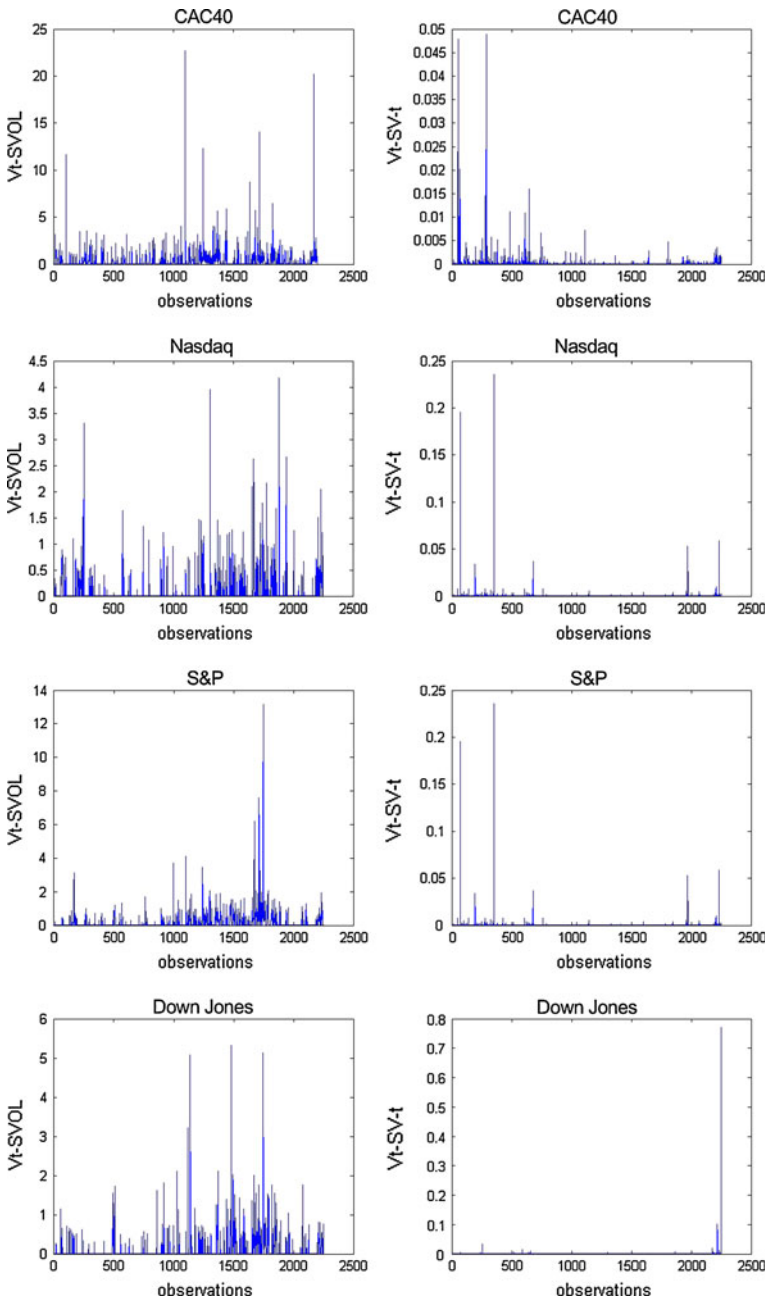 CAC40
25
20
15
10
5
0
Vt-SVOL
0 500 1000 1500 2000 2500
observations
CAC40
0.05
0.045
0.04
0.035
0.03
0.025
0.02
0.015
0.01
0.005
0
Vt-SV-t
0 500 1000 1500 2000 2500
observations
Nasdaq
4.5
4
3.5
3
2.5
2
1.5
1
0.5
0
Vt-SVOL
0 500 1000 1500 2000 2500
observations
Nasdaq
0.25
0.2
0.15
0.1
0.05
0
Vt-SV-t
0 500 1000 1500 2000 2500
observations
S&P
14
12
10
8
6
4
2
0
Vt-SVOL
0 500 1000 1500 2000 2500
observations
S&P
0.25
0.2
0.15
0.1
0.05
0
Vt-SV-t
0 500 1000 1500 2000 2500
observations
Down Jones
6
5
4
3
2
1
0
Vt-SVOL
0 500 1000 1500 2000 2500
observations
Down Jones
0.8
0.7
0.6
0.5
0.4
0.3
0.2
0.1
0
Vt-SV-t
0 500 1000 1500 2000 2500
observations